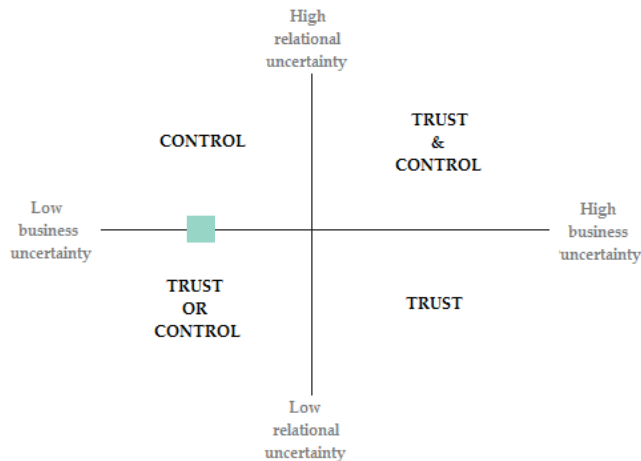 High
relational
uncertainty
CONTROL
TRUST
&
CONTROL
Low
business
uncertainty
High
business
uncertainty
TRUST
OR
CONTROL
TRUST
Low
relational
uncertainty